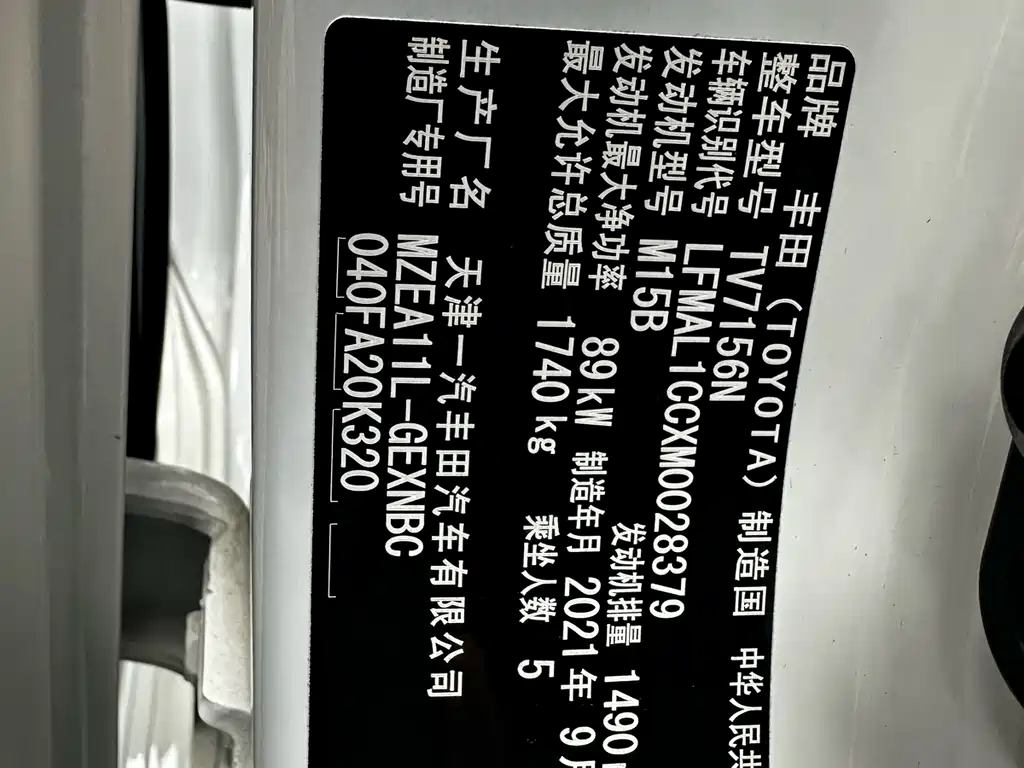 品牌 丰田 (TOYOTA) 制造国 中华人民共
整车型号 TV7156N
车辆识别代号 LFMAL1CCXM0028379
发动机型号 M15B 发动机排量 1490
发动机最大净功率 89kW 制造年月 2021年 9月
最大允许总质量 1740kg 乘坐人数 5
生产厂名 天津一汽丰田汽车有限公司
制造厂专用号 MZEA11L-GEXNBC
040FA20K320